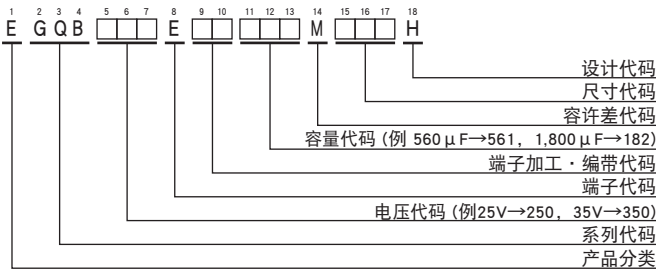 1 2 3 4 5 6 7 8 9 10 11 12 13 14 15 16 17 18
E GQB □□□ E □□ □□□ M □□□ H
设计代码
尺寸代码
容许差代码
容量代码 (例 560μF→561, 1,800μF→182)
端子加工・编带代码
端子代码
电压代码 (例25V→250, 35V→350)
系列代码
产品分类